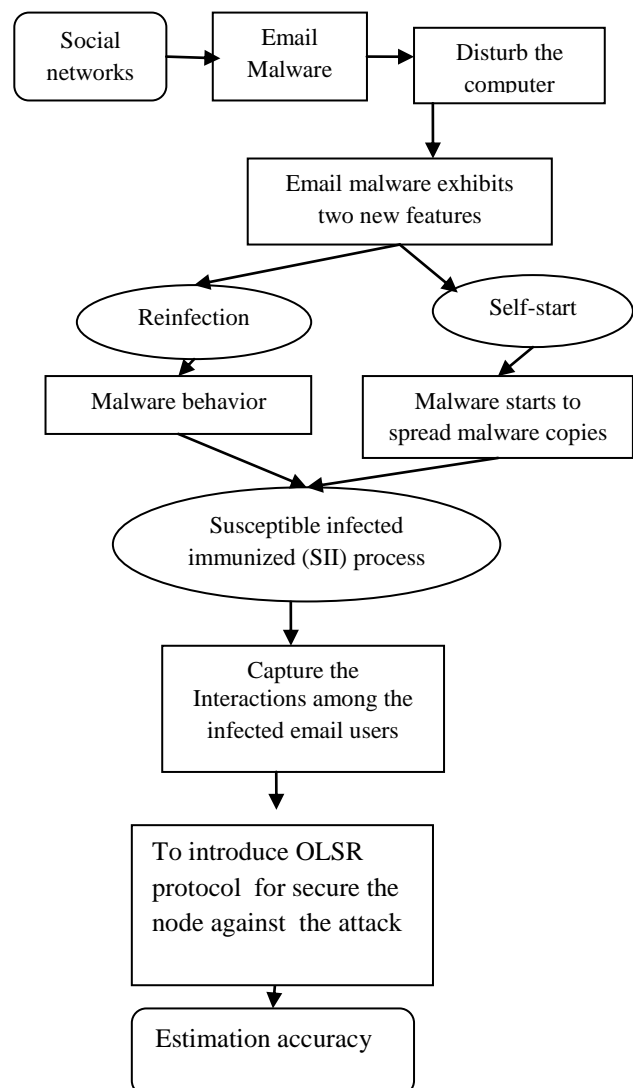 Social
networks
Email
Malware
Disturb the
computer
Email malware exhibits
two new features
Reinfection
Self-start
Malware behavior
Malware starts to
spread malware copies
Susceptible infected
immunized (SII) process
Capture the
Interactions among the
infected email users
To introduce OLSR
protocol for secure the
node against the attack
Estimation accuracy